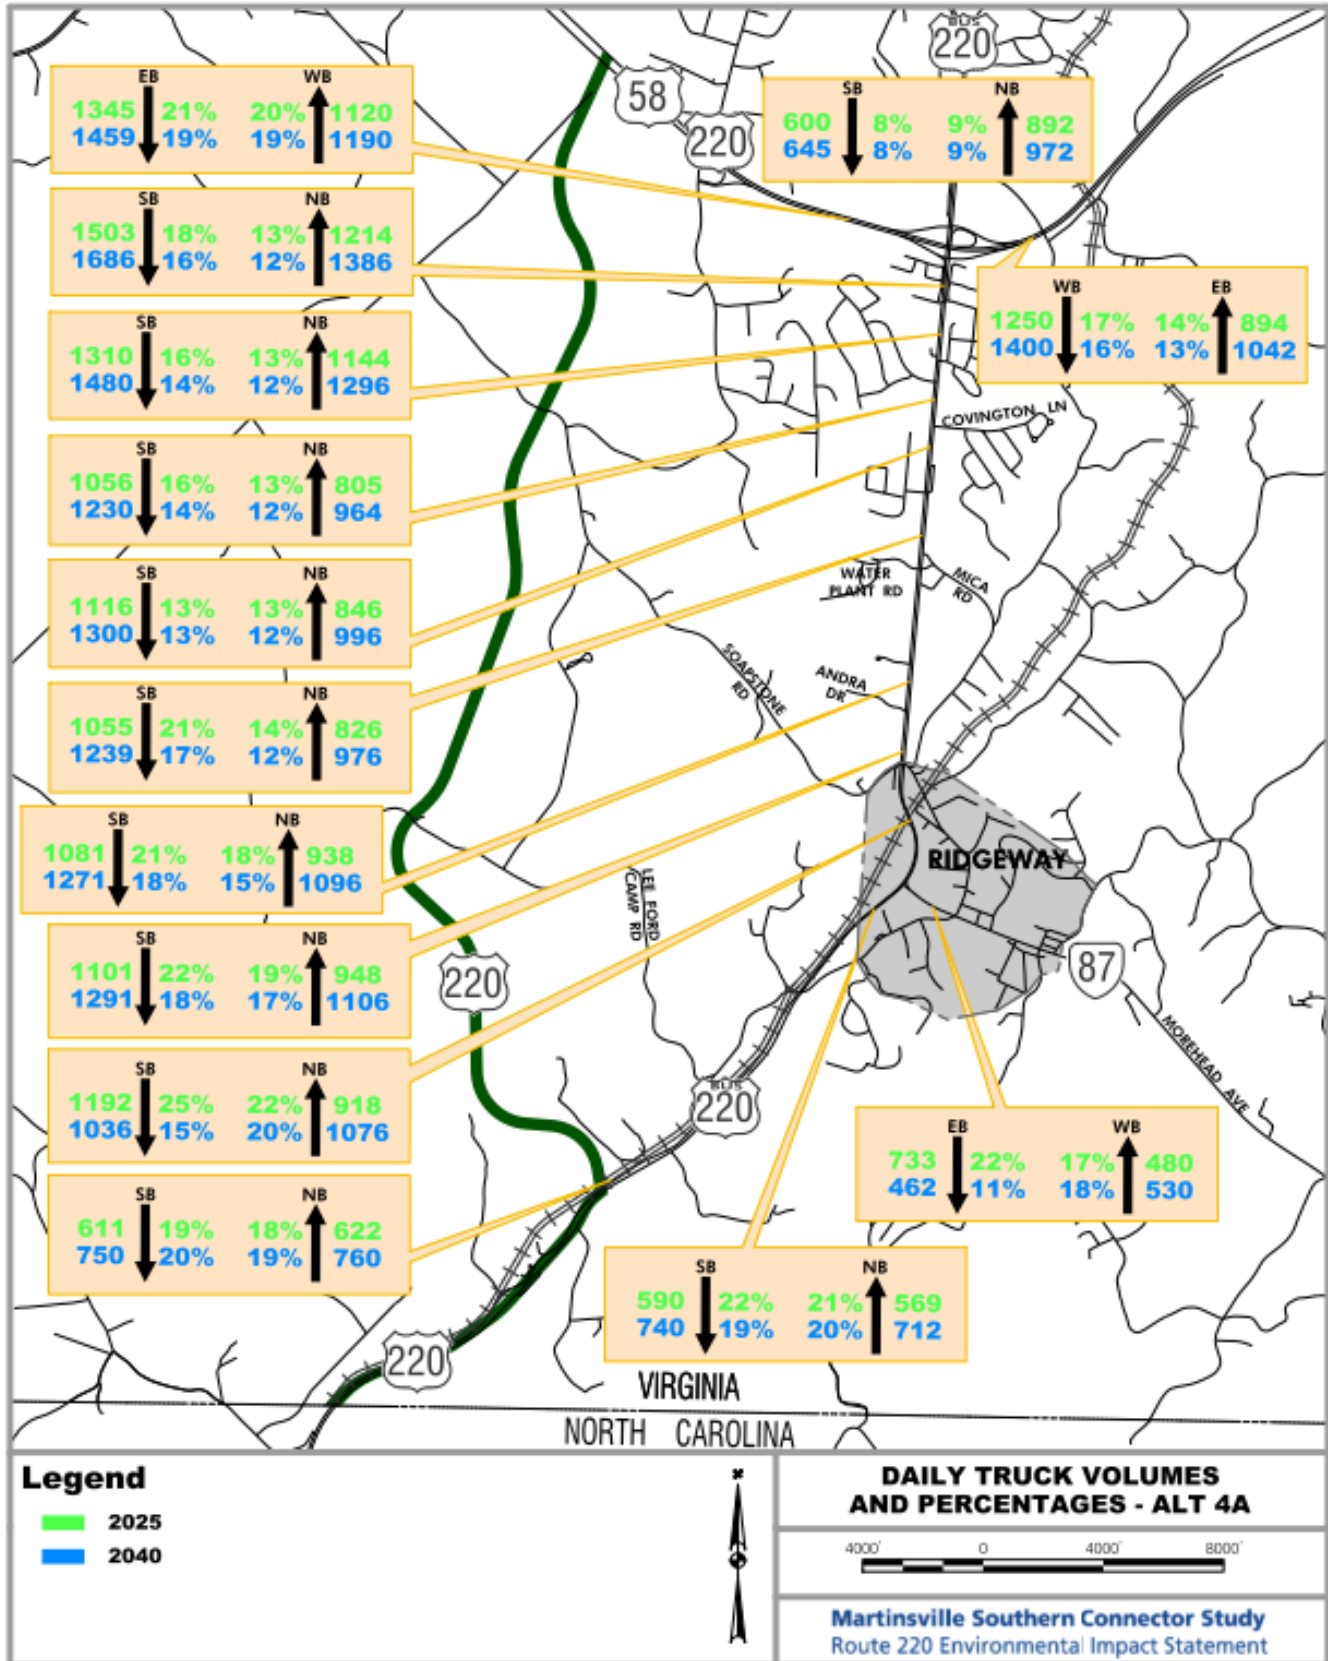 BUS
220
58
220
EB WB
1345 21% 20% 1120
1459 19% 19% 1190
SB NB
600 8% 9% 892
645 8% 9% 972
SB NB
1503 18% 13% 1214
1686 16% 12% 1386
WB EB
1250 17% 14% 894
1400 16% 13% 1042
SB NB
1310 16% 13% 1144
1480 14% 12% 1296
COVINGTON LN
SB NB
1056 16% 13% 805
1230 14% 12% 964
SB NB
1116 13% 13% 846
1300 13% 12% 996
WATER
PLANT RD
MICA
RD
SOAPSTONE
RD
ANDRA
DR
SB NB
1055 21% 14% 826
1239 17% 12% 976
SB NB
1081 21% 18% 938
1271 18% 15% 1096
RIDGEWAY
LEE FORD
CAMP RD
SB NB
1101 22% 19% 948
1291 18% 17% 1106
220
87
MOREHEAD AVE
SB NB
1192 25% 22% 918
1036 15% 20% 1076
BUS
220
EB WB
733 22% 17% 480
462 11% 18% 530
SB NB
611 19% 18% 622
750 20% 19% 760
SB NB
590 22% 21% 569
740 19% 20% 712
220
VIRGINIA
NORTH CAROLINA
Legend
2025
2040
DAILY TRUCK VOLUMES
AND PERCENTAGES - ALT 4A
4000' 0 4000' 8000'
Martinsville Southern Connector Study
Route 220 Environmental Impact Statement